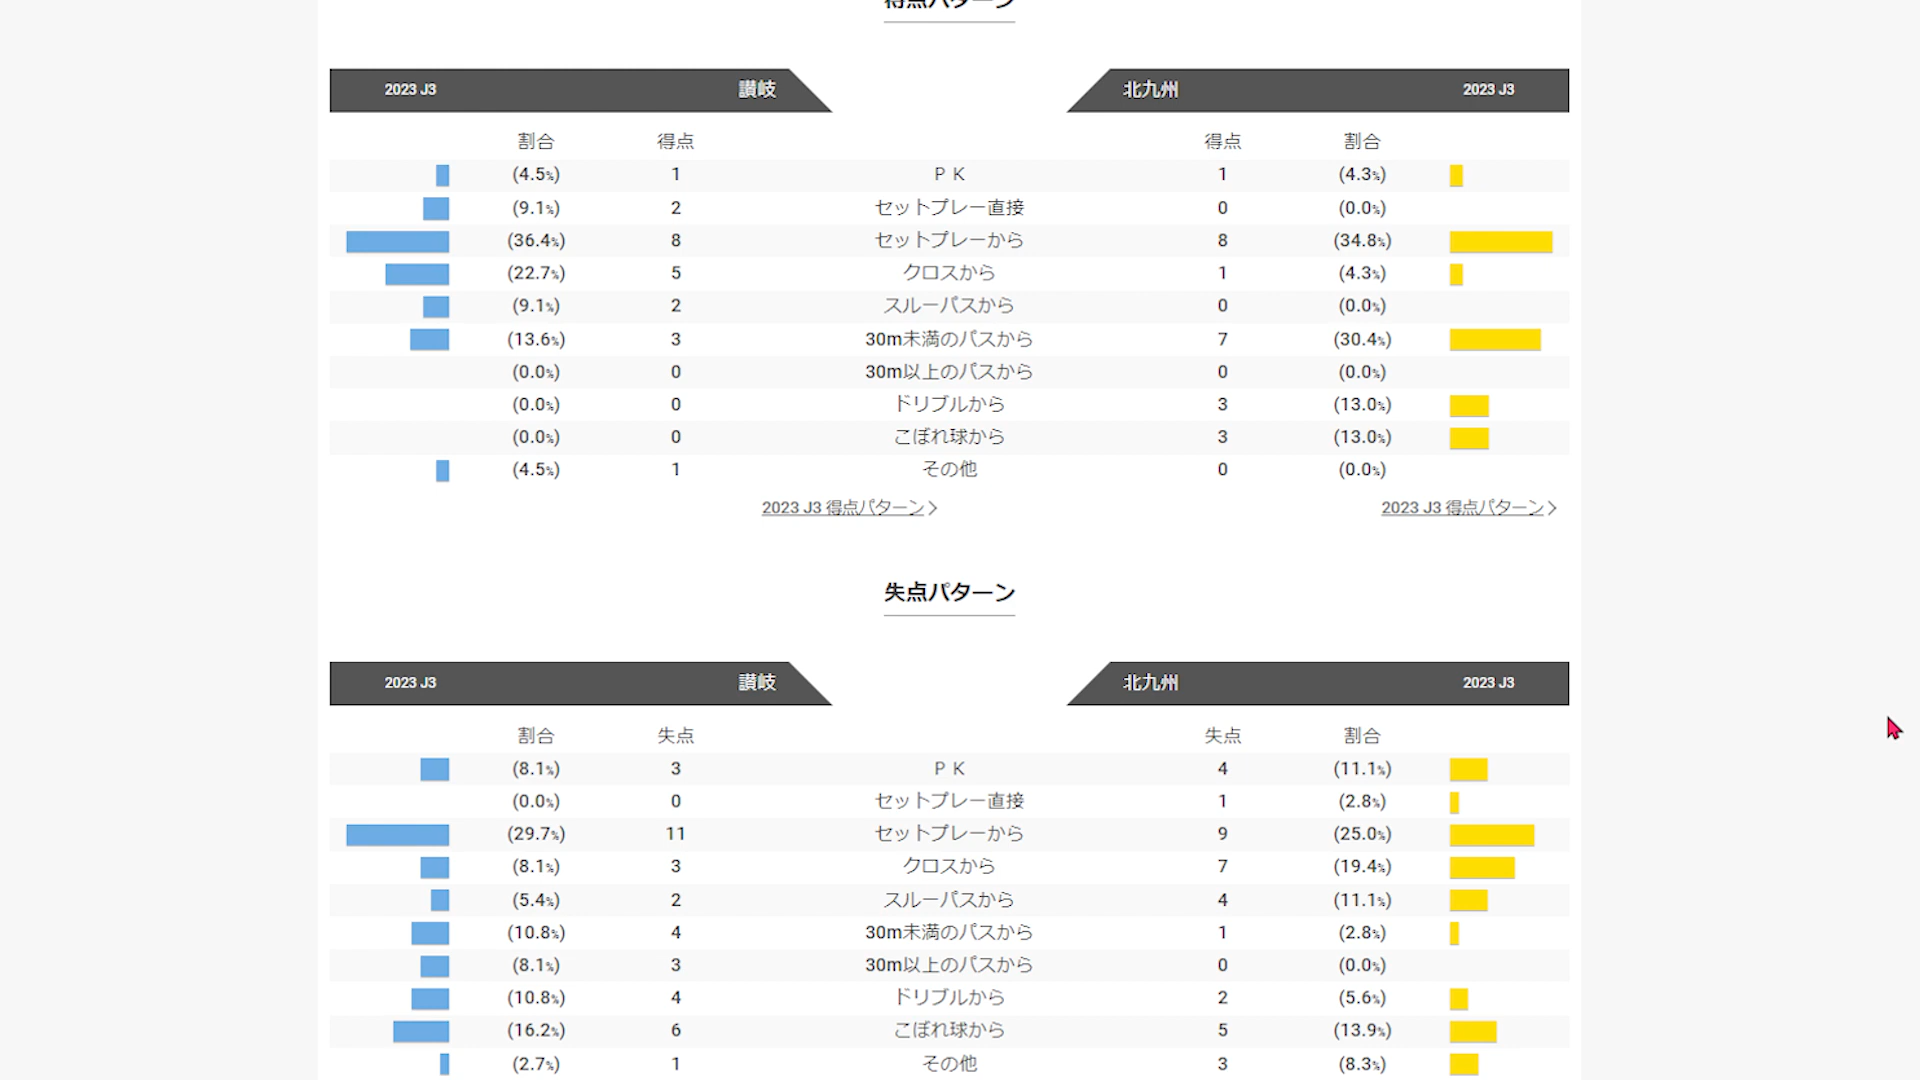 得点パターン
2023 J3 讃岐 北九州 2023 J3
割合 得点 得点 割合
(4.5%) 1 ＰＫ 1 (4.3%)
(9.1%) 2 セットプレー直接 0 (0.0%)
(36.4%) 8 セットプレーから 8 (34.8%)
(22.7%) 5 クロスから 1 (4.3%)
(9.1%) 2 スルーパスから 0 (0.0%)
(13.6%) 3 30m未満のパスから 7 (30.4%)
(0.0%) 0 30m以上のパスから 0 (0.0%)
(0.0%) 0 ドリブルから 3 (13.0%)
(0.0%) 0 こぼれ球から 3 (13.0%)
(4.5%) 1 その他 0 (0.0%)
2023 J3 得点パターン 2023 J3 得点パターン
失点パターン
2023 J3 讃岐 北九州 2023 J3
割合 失点 失点 割合
(8.1%) 3 ＰＫ 4 (11.1%)
(0.0%) 0 セットプレー直接 1 (2.8%)
(29.7%) 11 セットプレーから 9 (25.0%)
(8.1%) 3 クロスから 7 (19.4%)
(5.4%) 2 スルーパスから 4 (11.1%)
(10.8%) 4 30m未満のパスから 1 (2.8%)
(8.1%) 3 30m以上のパスから 0 (0.0%)
(10.8%) 4 ドリブルから 2 (5.6%)
(16.2%) 6 こぼれ球から 5 (13.9%)
(2.7%) 1 その他 3 (8.3%)